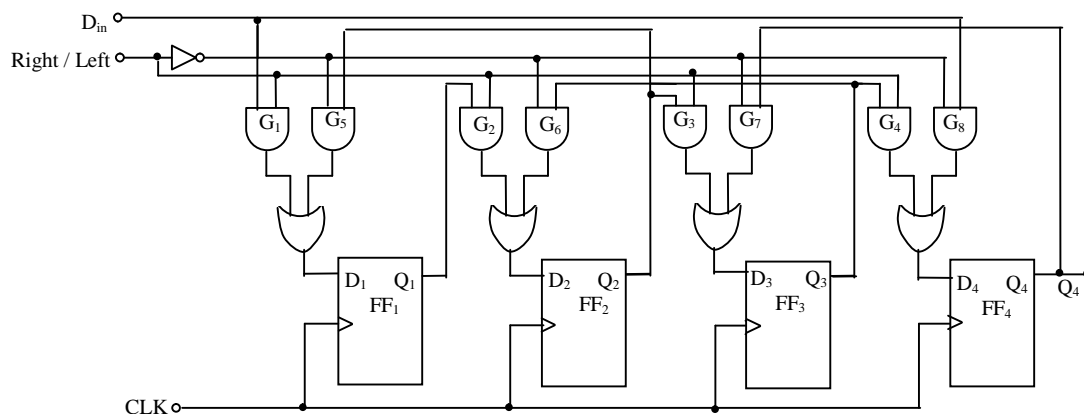 D_in
Right / Left
G₁ G₅ G₂ G₆ G₃ G₇ G₄ G₈
D₁ Q₁ D₂ Q₂ D₃ Q₃ D₄ Q₄ Q₄
FF₁ FF₂ FF₃ FF₄
CLK